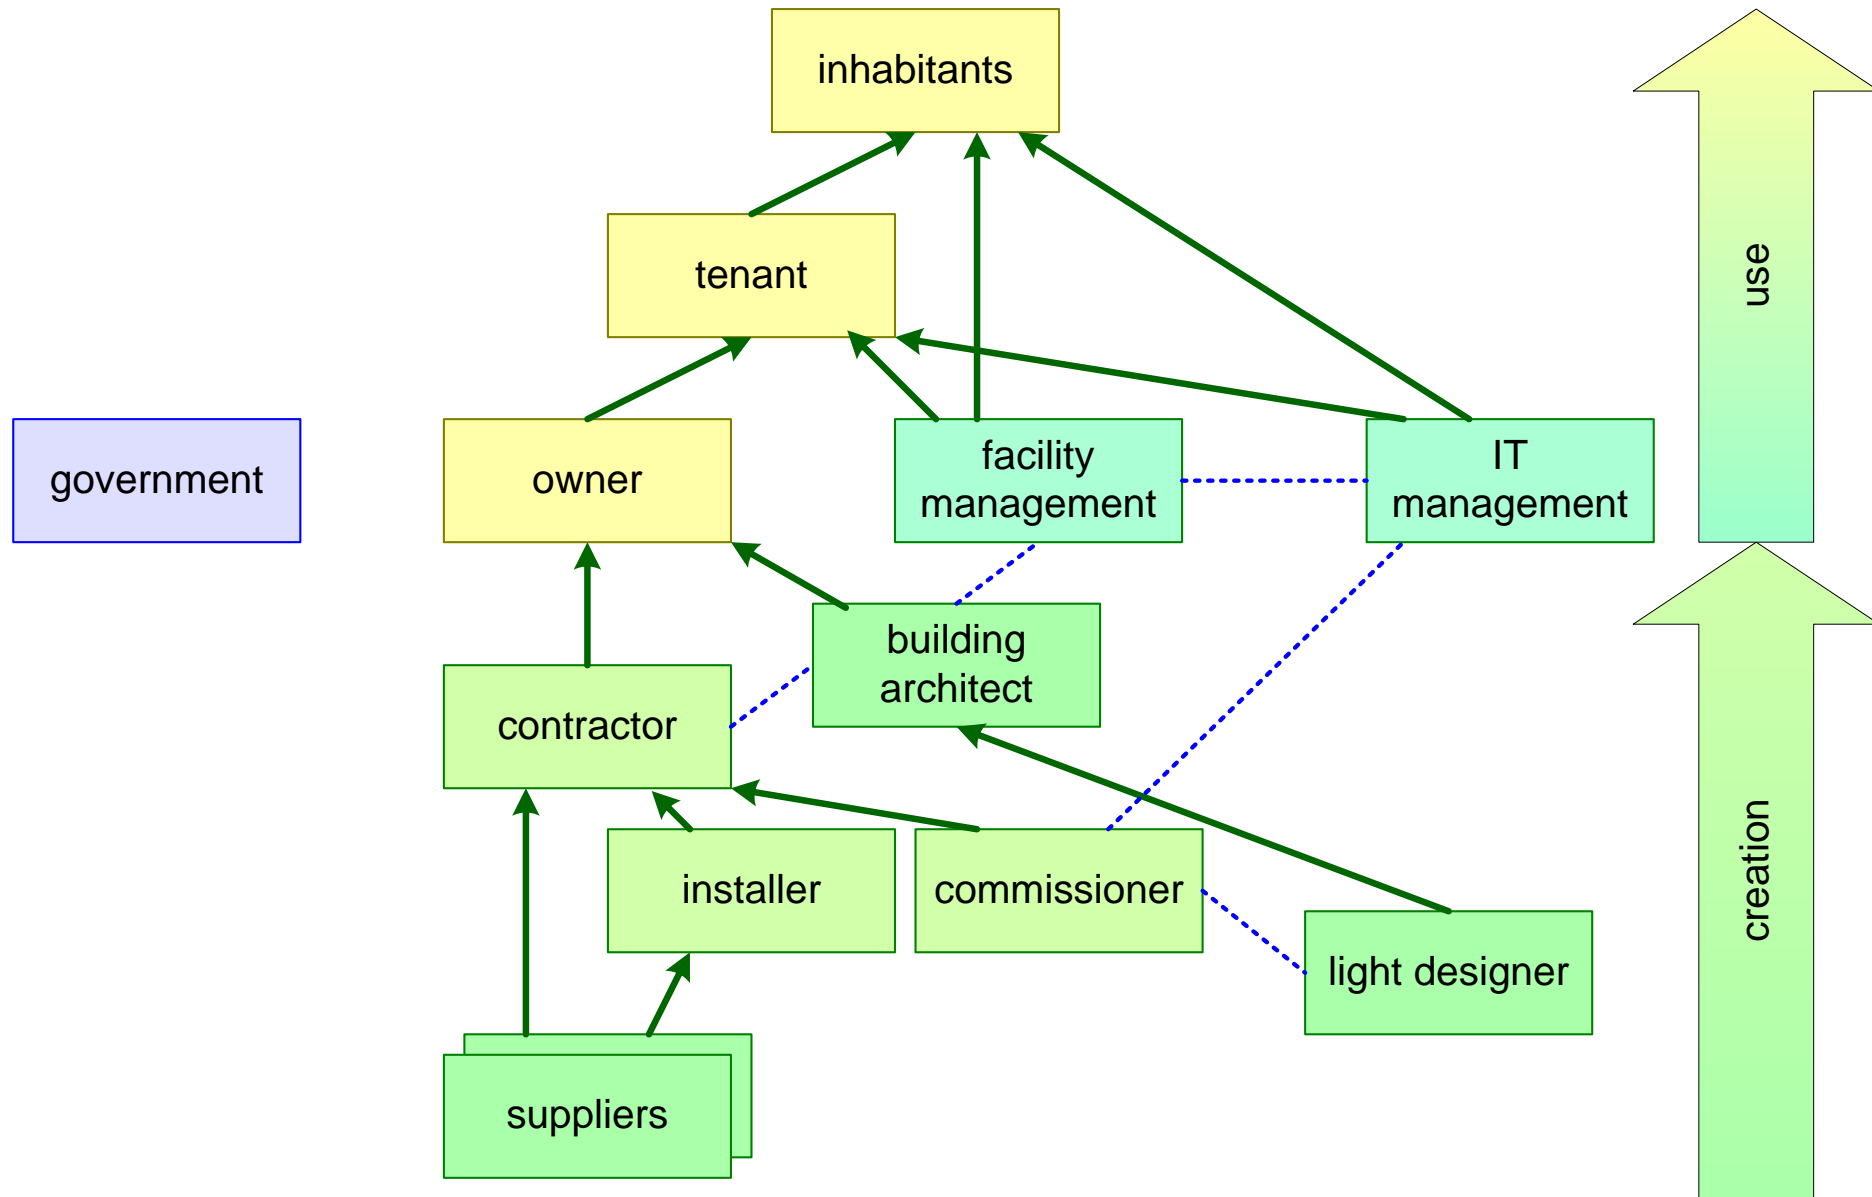 inhabitants
use
tenant
government
owner
facility
management
IT
management
building
architect
contractor
creation
installer
commissioner
light designer
suppliers